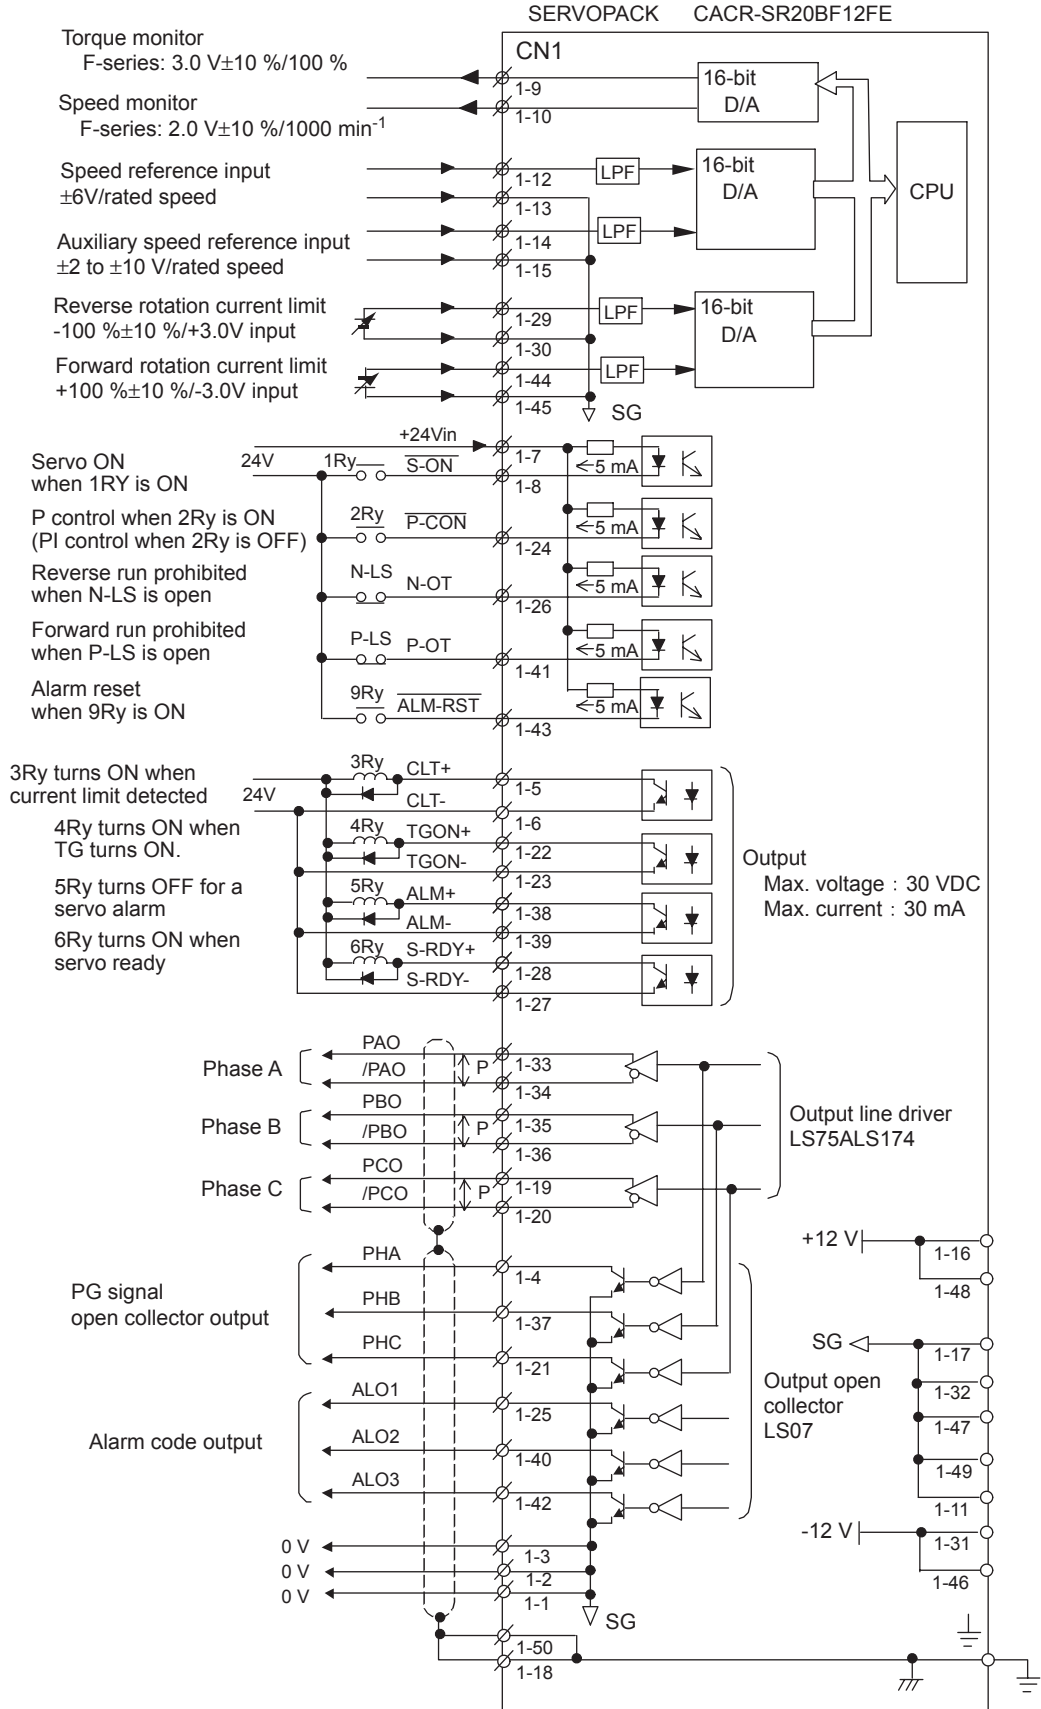 SERVOPACK CACR-SR20BF12FE
CN1
Torque monitor
F-series: 3.0 V±10 %/100 %
1-9
16-bit
D/A
Speed monitor
F-series: 2.0 V±10 %/1000 min-1
1-10
CPU
Speed reference input
±6V/rated speed
1-12
LPF
16-bit
D/A
1-13
Auxiliary speed reference input
±2 to ±10 V/rated speed
1-14
LPF
1-15
Reverse rotation current limit
-100 %±10 %/+3.0V input
1-29
LPF
16-bit
D/A
1-30
Forward rotation current limit
+100 %±10 %/-3.0V input
1-44
LPF
1-45
SG
+24Vin
1-7
Servo ON
when 1RY is ON
24V
1Ry
S-ON
1-8
5 mA
P control when 2Ry is ON
(PI control when 2Ry is OFF)
2Ry
P-CON
1-24
5 mA
Reverse run prohibited
when N-LS is open
N-LS
N-OT
1-26
5 mA
Forward run prohibited
when P-LS is open
P-LS
P-OT
1-41
5 mA
Alarm reset
when 9Ry is ON
9Ry
ALM-RST
1-43
5 mA
3Ry turns ON when
current limit detected
24V
3Ry
CLT+
1-5
CLT-
1-6
4Ry turns ON when
TG turns ON.
4Ry
TGON+
1-22
TGON-
1-23
5Ry turns OFF for a
servo alarm
5Ry
ALM+
1-38
ALM-
1-39
6Ry turns ON when
servo ready
6Ry
S-RDY+
1-28
S-RDY-
1-27
Output
Max. voltage : 30 VDC
Max. current : 30 mA
Phase A
PAO
/PAO
P
1-33
1-34
Phase B
PBO
/PBO
P
1-35
1-36
Phase C
PCO
/PCO
P
1-19
1-20
Output line driver
LS75ALS174
PG signal
open collector output
PHA
1-4
PHB
1-37
PHC
1-21
Alarm code output
ALO1
1-25
ALO2
1-40
ALO3
1-42
Output open
collector
LS07
+12 V
1-16
1-48
SG
1-17
1-32
1-47
1-49
1-11
-12 V
1-31
1-46
0 V
1-3
0 V
1-2
0 V
1-1
SG
1-50
1-18